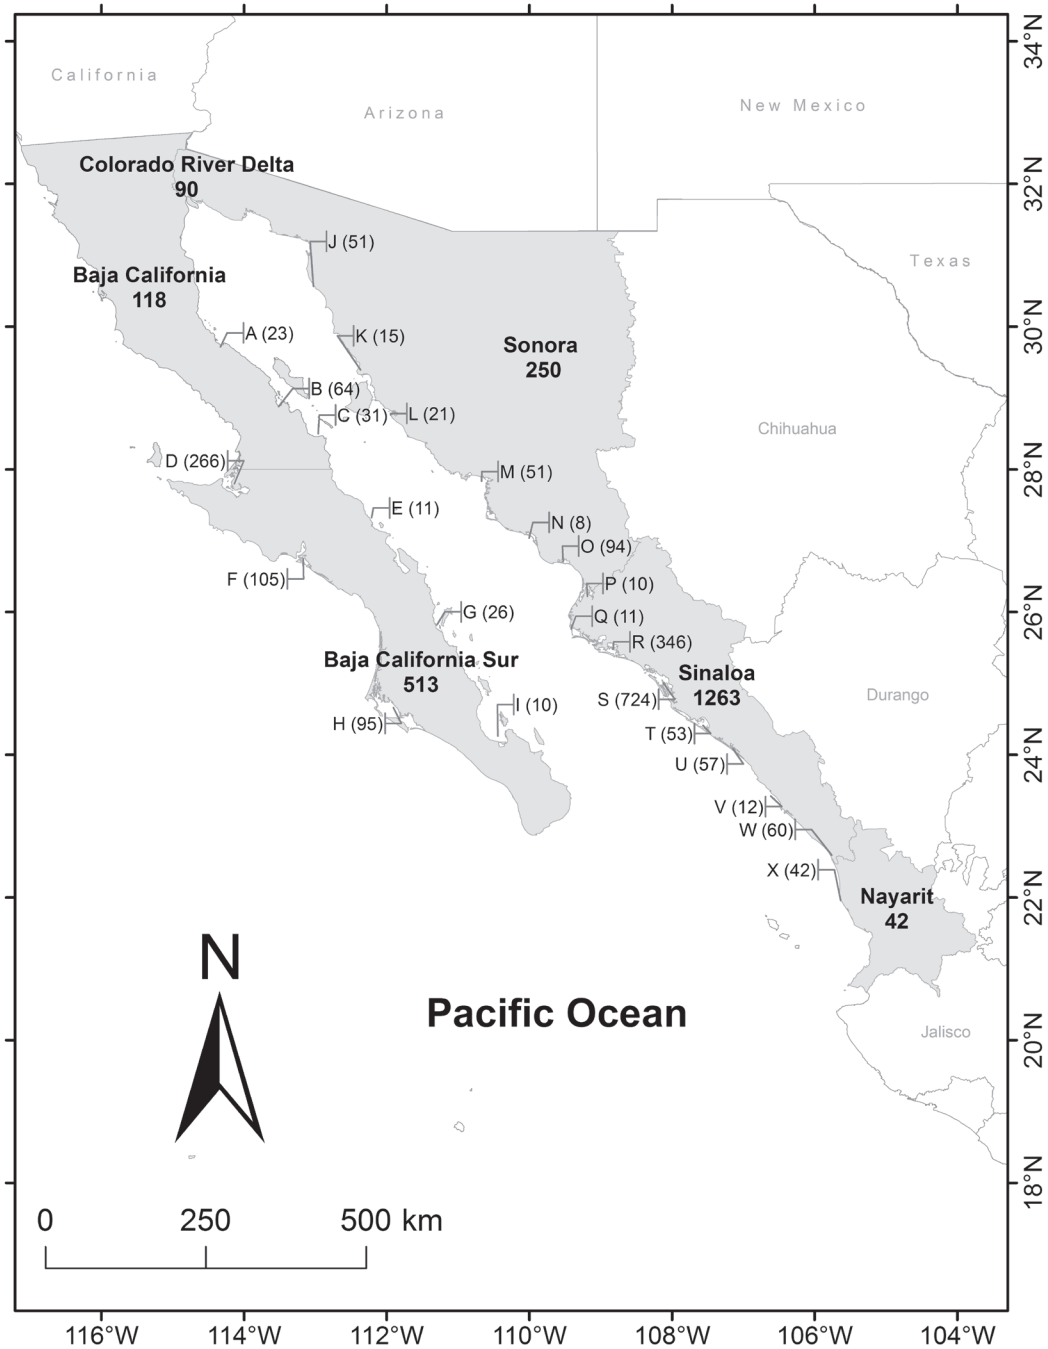 34°N
California
Arizona
New Mexico
Colorado River Delta
90
32°N
J (51)
Texas
Baja California
118
30°N
A (23)
K (15)
Sonora
250
B (64)
C (31)
L (21)
Chihuahua
D (266)
M (51)
28°N
E (11)
N (8)
O (94)
F (105)
P (10)
G (26)
Q (11)
26°N
R (346)
Baja California Sur
513
Sinaloa
1263
S (724)
Durango
I (10)
H (95)
T (53)
U (57)
24°N
V (12)
W (60)
X (42)
Nayarit
42
22°N
N
Pacific Ocean
Jalisco
20°N
18°N
0 250 500 km
116°W 114°W 112°W 110°W 108°W 106°W 104°W